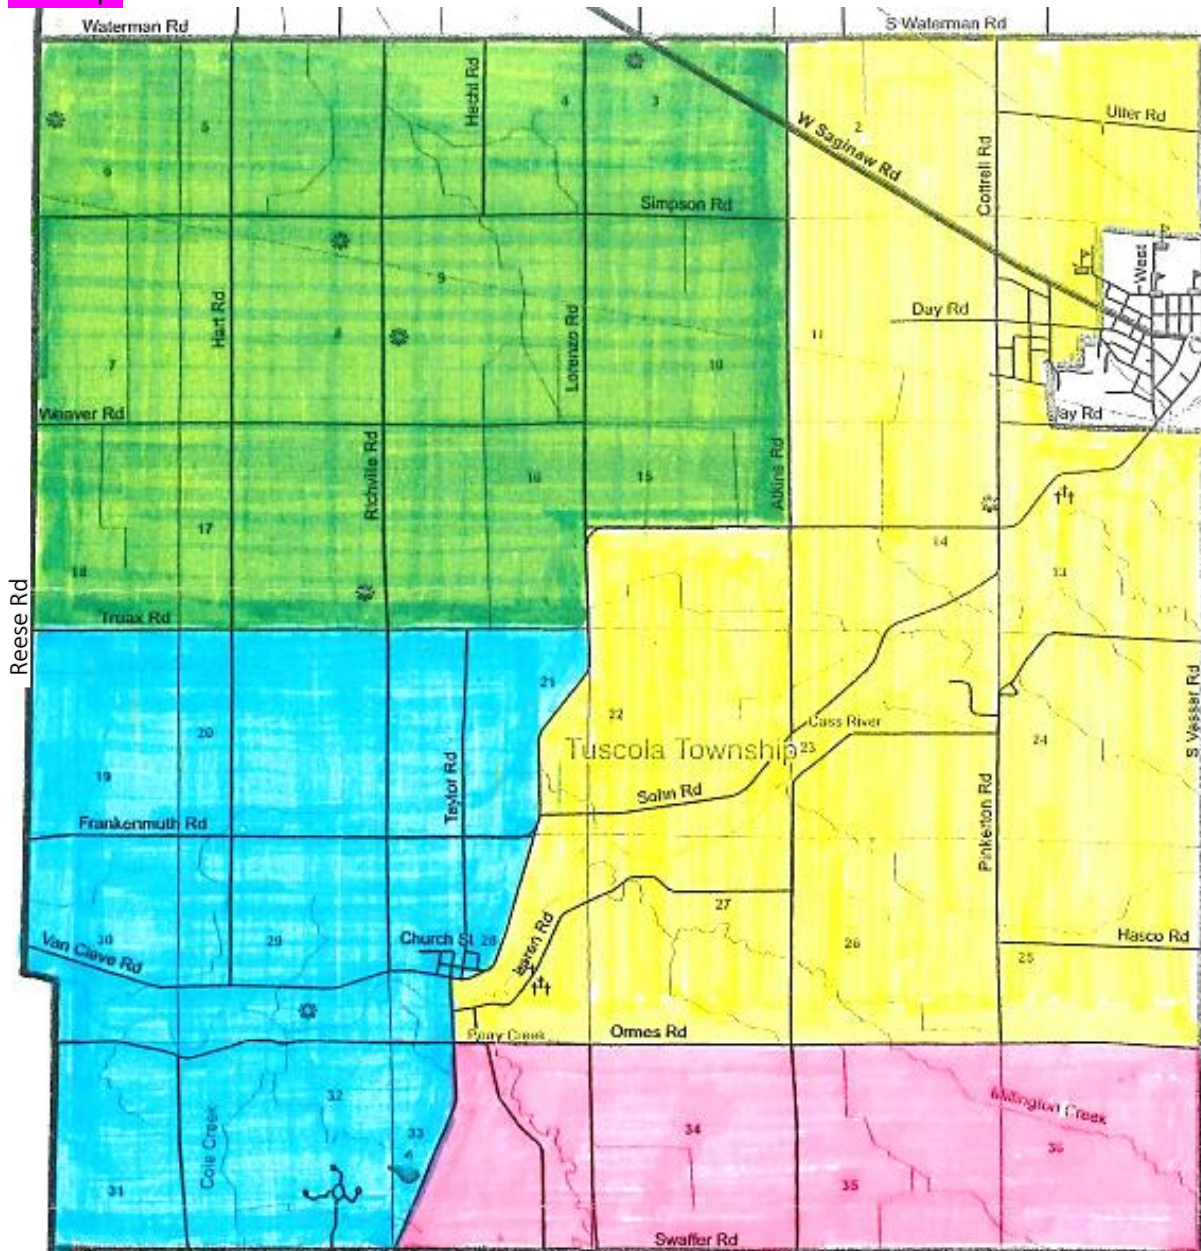 Waterman Rd
S Waterman Rd
Hecht Rd
4
3
2
5
6
W Saginaw Rd
Utter Rd
Cottrell Rd
Simpson Rd
West
9
Hart Rd
8
Lorenzo Rd
Day Rd
11
7
10
Weaver Rd
Jay Rd
Richville Rd
Atkins Rd
16
15
17
14
18
13
Reese Rd
Truax Rd
21
22
20
Cass River
S Vassar Rd
24
Tuscola Township
23
19
Taylor Rd
Sohn Rd
Frankenmuth Rd
Pinkerton Rd
27
30
29
Church St
28
26
Hasco Rd
Van Cleve Rd
25
Perry Creek
Ormes Rd
32
Millington Creek
33
34
36
Cole Creek
31
35
Swaffer Rd